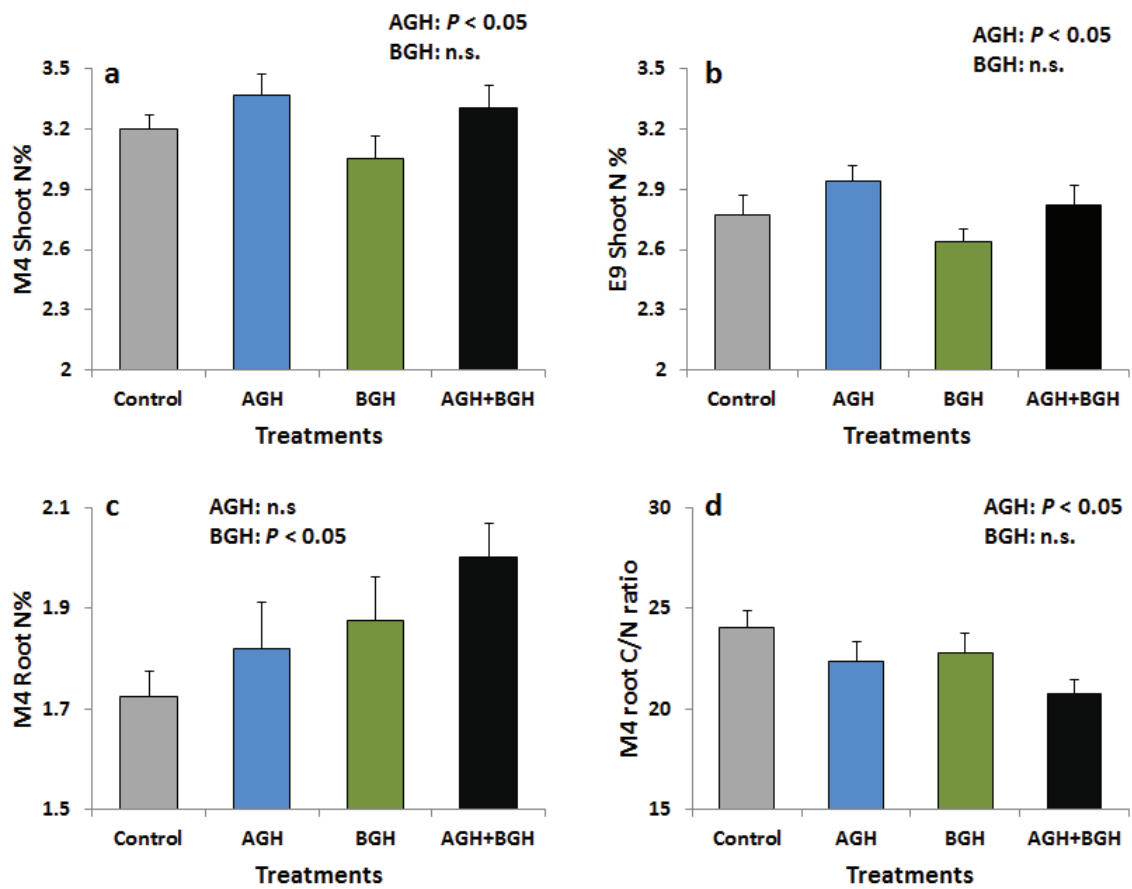 AGH: P < 0.05
BGH: n.s.
a
3.5
3.2
2.9
2.6
2.3
2
M4 Shoot N%
Control AGH BGH AGH+BGH
Treatments
AGH: P < 0.05
BGH: n.s.
b
3.5
3.2
2.9
2.6
2.3
2
E9 Shoot N %
Control AGH BGH AGH+BGH
Treatments
c
AGH: n.s
BGH: P < 0.05
2.1
1.9
1.7
1.5
M4 Root N%
Control AGH BGH AGH+BGH
Treatments
d
AGH: P < 0.05
BGH: n.s.
30
25
20
15
M4 root C/N ratio
Control AGH BGH AGH+BGH
Treatments